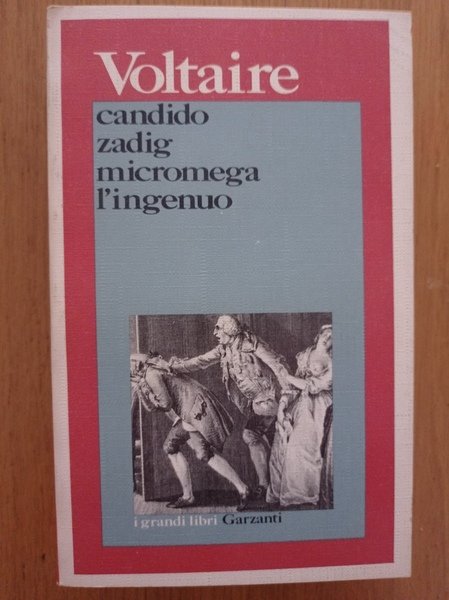 Voltaire
candido
zadig
micromega
l'ingenuo
i grandi libri Garzanti